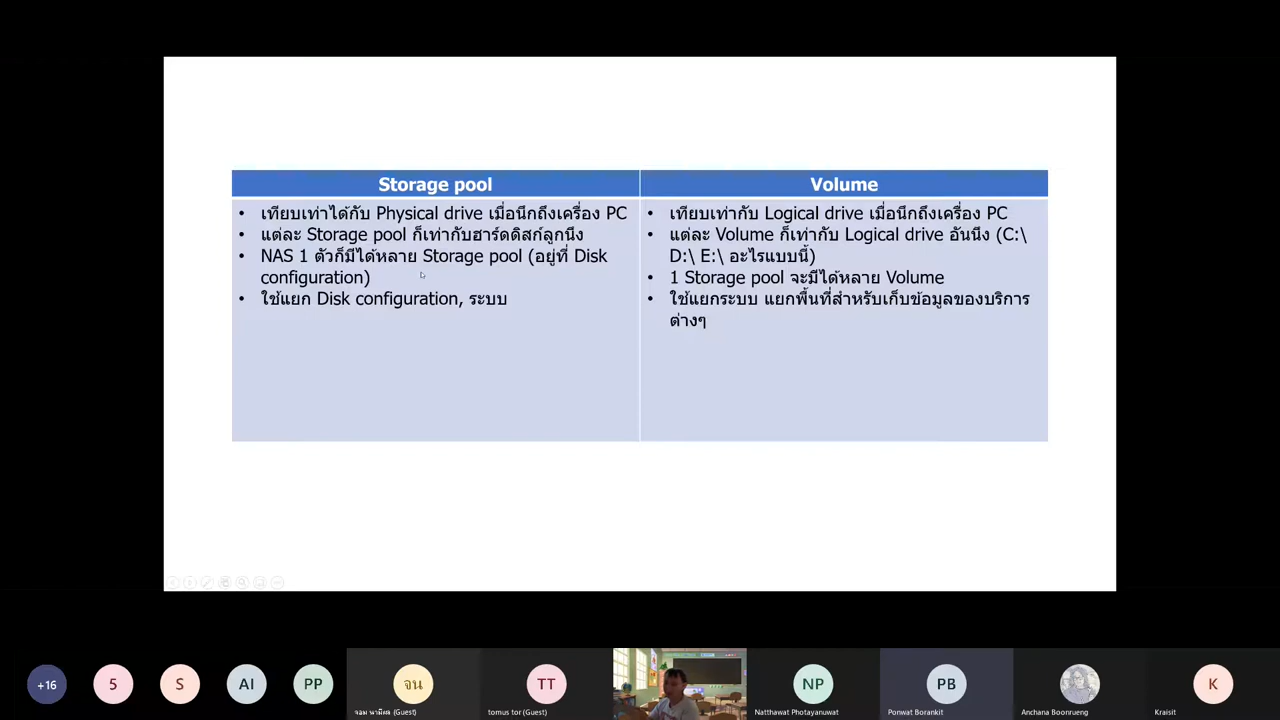 Storage pool
Volume
• เทียบเท่าได้กับ Physical drive เมื่อนึกถึงเครื่อง PC
• แต่ละ Storage pool ก็เท่ากับฮาร์ดดิสก์ลูกนึง
• NAS 1 ตัวก็มีได้หลาย Storage pool (อยู่ที่ Disk
configuration)
• ใช้แยก Disk configuration, ระบบ
• เทียบเท่ากับ Logical drive เมื่อนึกถึงเครื่อง PC
• แต่ละ Volume ก็เท่ากับ Logical drive อันนึง (C:\
D:\ E:\ อะไรแบบนี้)
• 1 Storage pool จะมีได้หลาย Volume
• ใช้แยกระบบ แยกพื้นที่สำหรับเก็บข้อมูลของบริการ
ต่างๆ
+16
5
S
AI
PP
จน
TT
NP
PB
K
(Guest)
tomus tor (Guest)
Natthawat Photayanuwat
Ponwat Borankit
Anchana Boonrueng
Kraisit